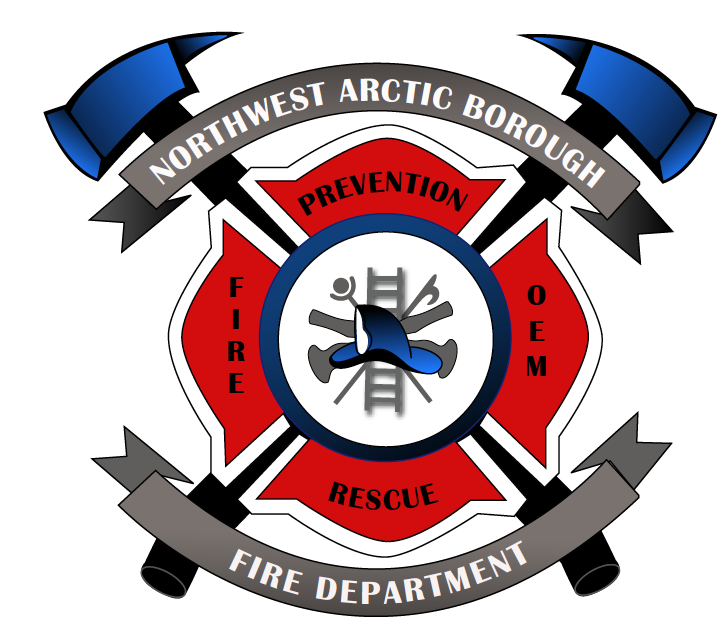 NORTHWEST ARCTIC BOROUGH
PREVENTION
FIRE
OEM
RESCUE
FIRE DEPARTMENT